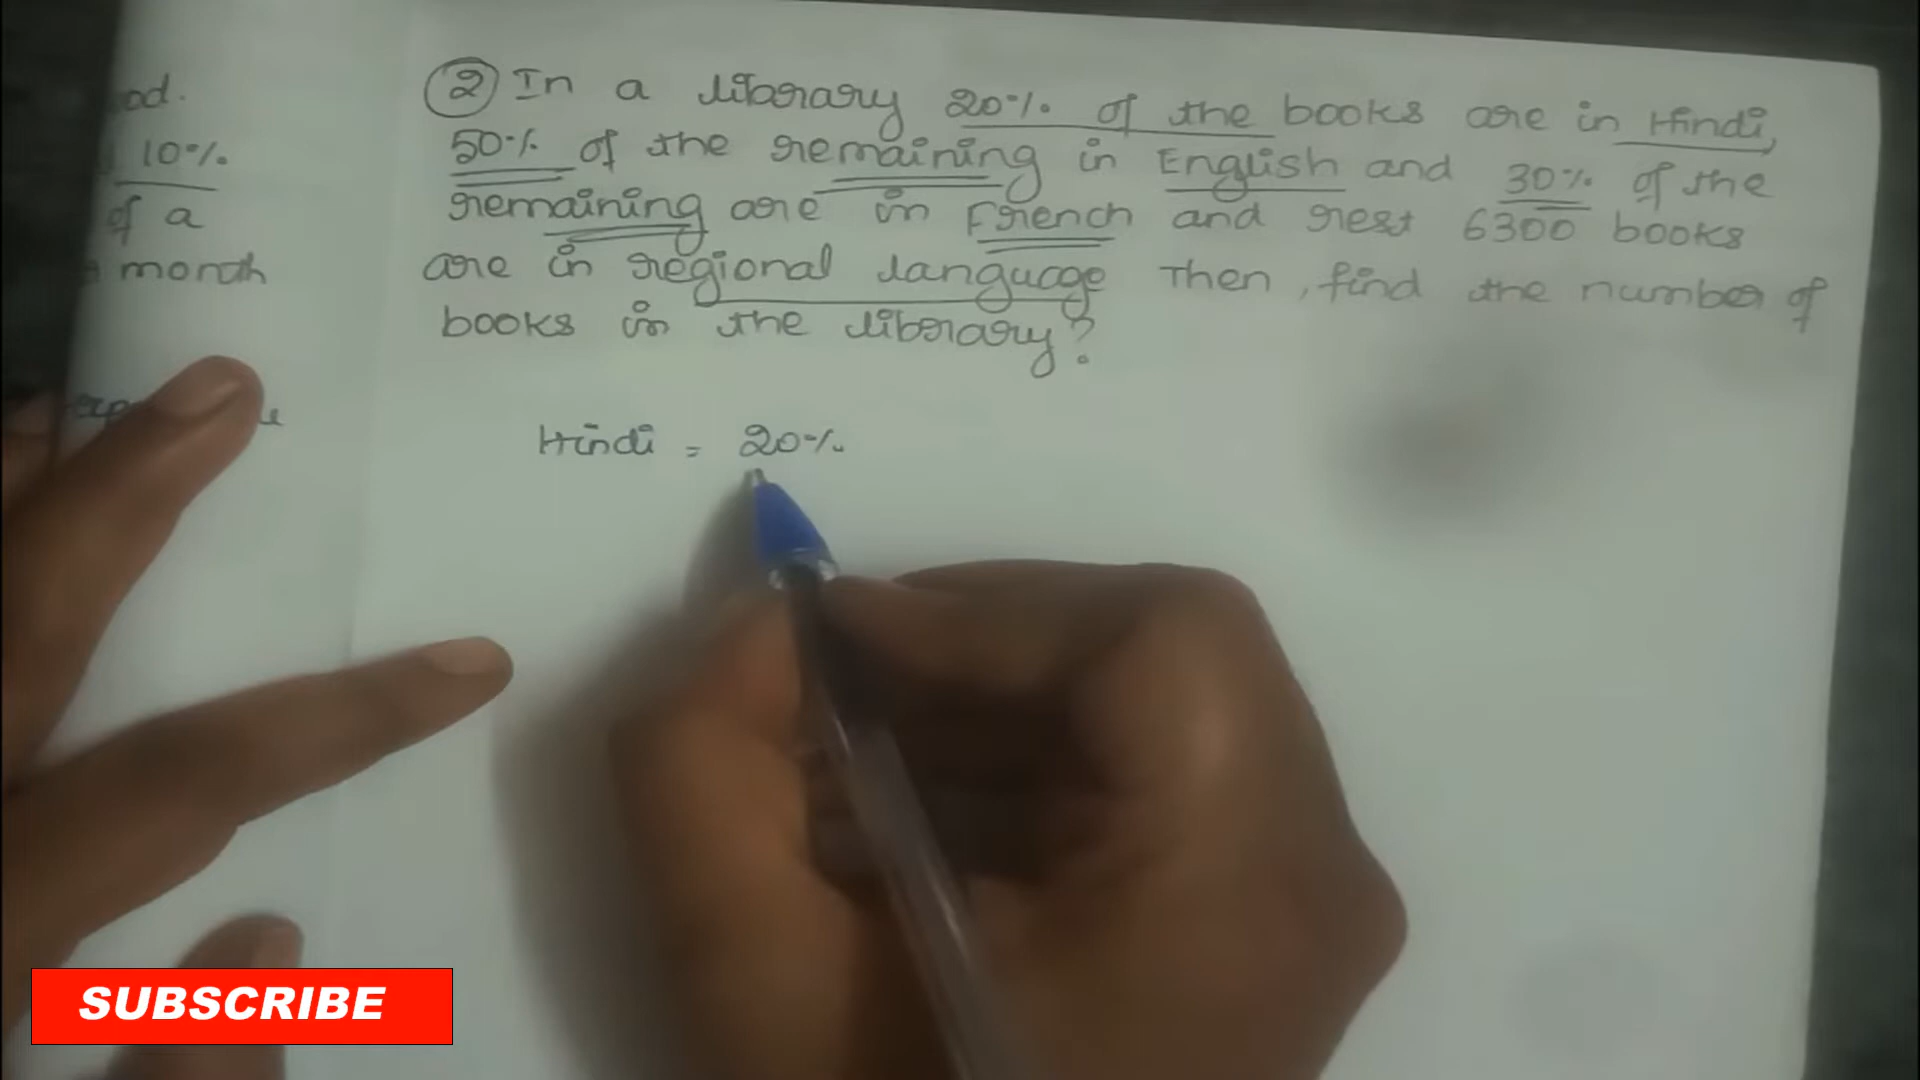 od.
10%
of a
month
② In a library 20% of the books are in Hindi,
50% of the remaining in English and 30% of the
remaining are in French and rest 6300 books
are in regional language Then, find the number of
books in the library?
Hindi = 20%
SUBSCRIBE